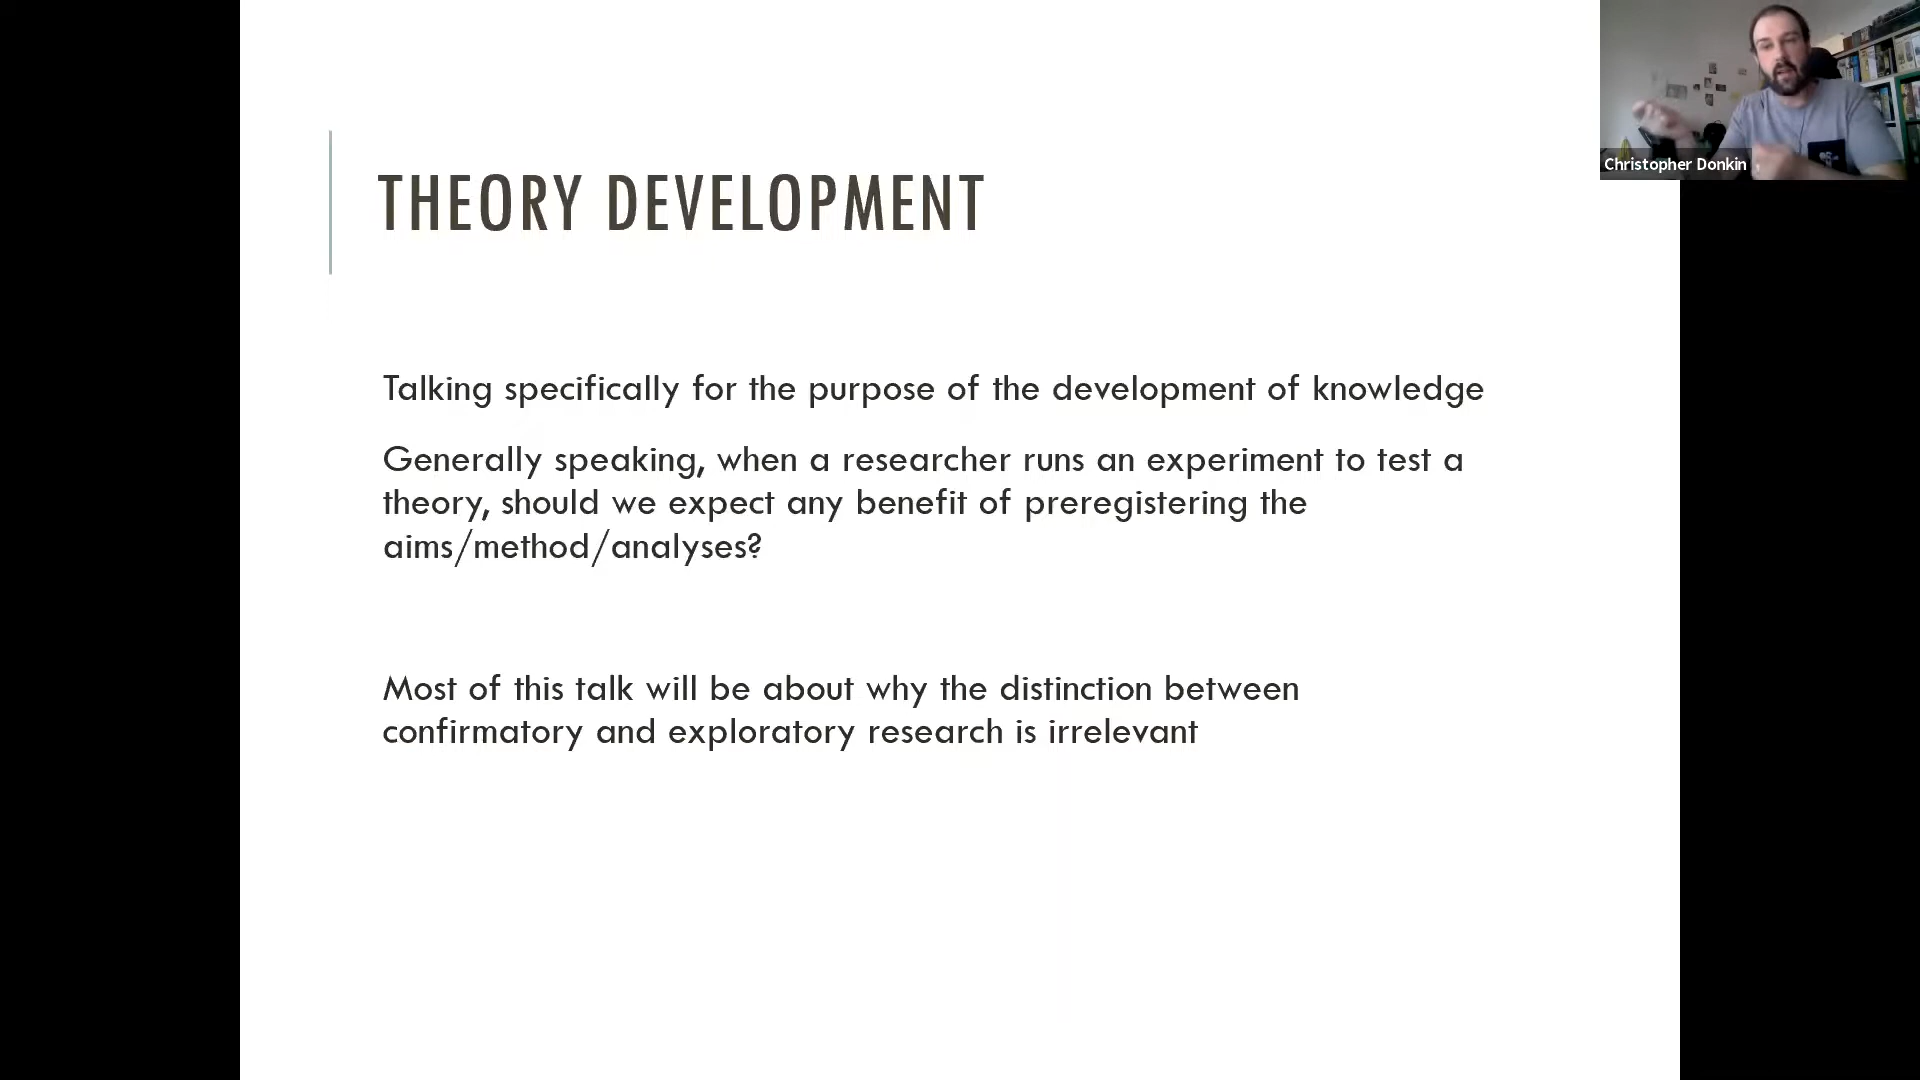 THEORY DEVELOPMENT
Christopher Donkin
Talking specifically for the purpose of the development of knowledge
Generally speaking, when a researcher runs an experiment to test a
theory, should we expect any benefit of preregistering the
aims/method/analyses?
Most of this talk will be about why the distinction between
confirmatory and exploratory research is irrelevant